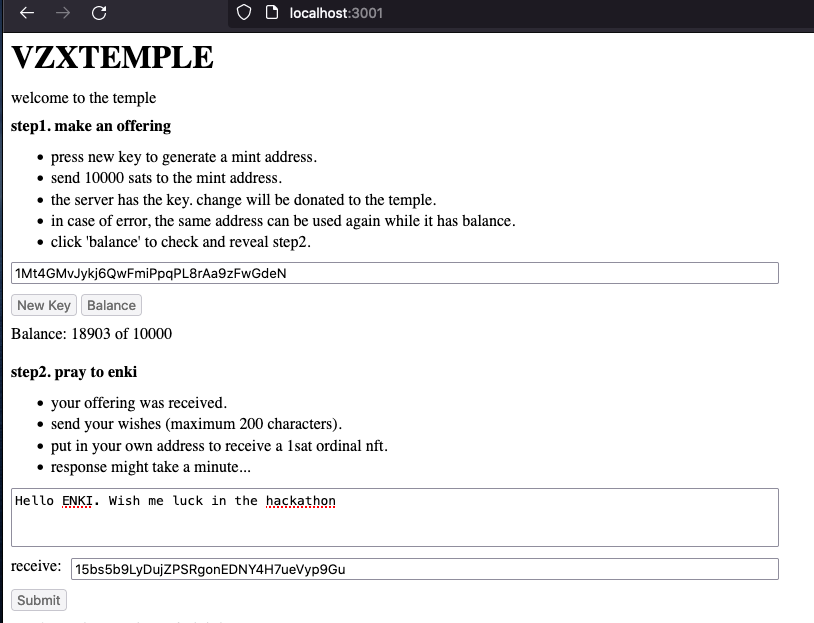 localhost:3001
VZXTEMPLE
welcome to the temple
step1. make an offering
press new key to generate a mint address.
send 10000 sats to the mint address.
the server has the key. change will be donated to the temple.
in case of error, the same address can be used again while it has balance.
click 'balance' to check and reveal step2.
1Mt4GMvJykj6QwFmiPpqPL8rAa9zFwGdeN
New Key Balance
Balance: 18903 of 10000
step2. pray to enki
your offering was received.
send your wishes (maximum 200 characters).
put in your own address to receive a 1sat ordinal nft.
response might take a minute...
Hello ENKI. Wish me luck in the hackathon
receive: 15bs5b9LyDujZPSRgonEDNY4H7ueVyp9Gu
Submit